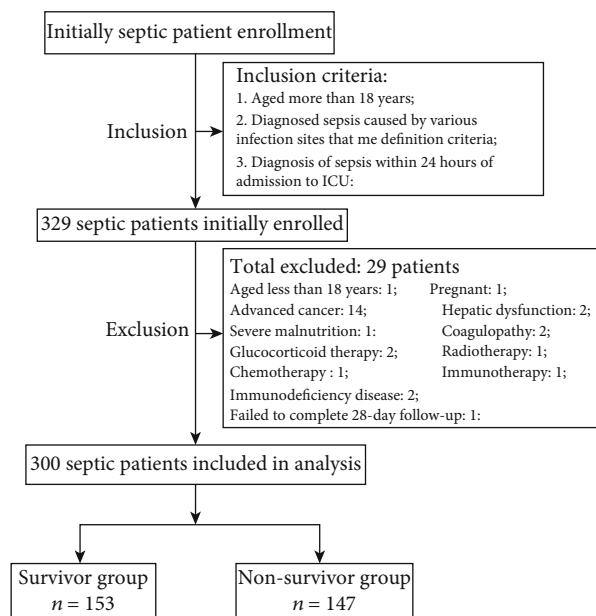 Initially septic patient enrollment
Inclusion
Inclusion criteria:
1. Aged more than 18 years;
2. Diagnosed sepsis caused by various
infection sites that me definition criteria;
3. Diagnosis of sepsis within 24 hours of
admission to ICU:
329 septic patients initially enrolled
Exclusion
Total excluded: 29 patients
Aged less than 18 years: 1; Pregnant: 1;
Advanced cancer: 14; Hepatic dysfunction: 2;
Severe malnutrition: 1: Coagulopathy: 2;
Glucocorticoid therapy: 2; Radiotherapy: 1;
Chemotherapy : 1; Immunotherapy: 1;
Immunodeficiency disease: 2;
Failed to complete 28-day follow-up: 1:
300 septic patients included in analysis
Survivor group
n = 153
Non-survivor group
n = 147